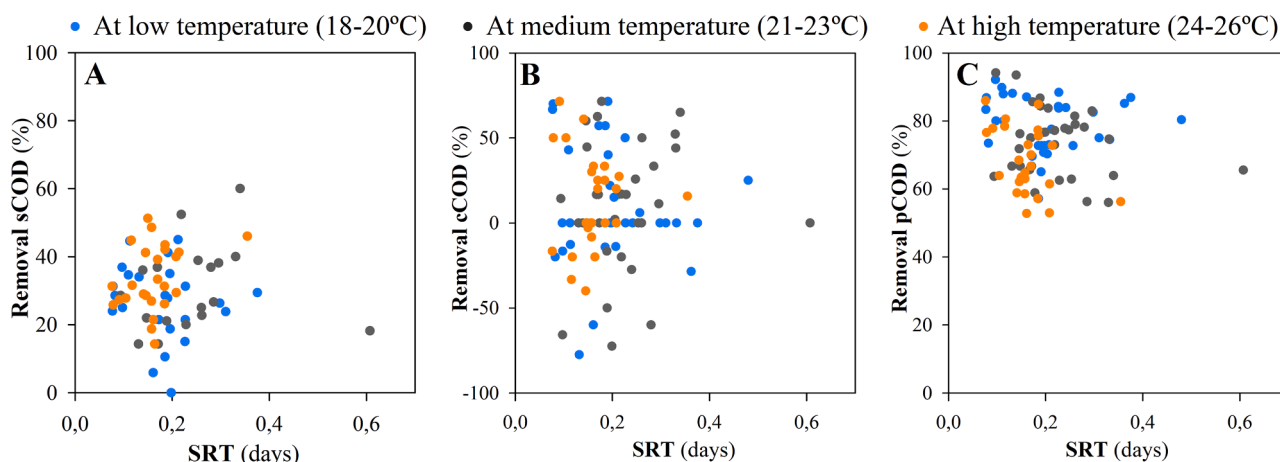 At low temperature (18-20ºC)
At medium temperature (21-23ºC)
At high temperature (24-26ºC)
A
Removal sCOD (%)
100
80
60
40
20
0
0,0
0,2
0,4
0,6
SRT (days)
B
Removal cCOD (%)
100
50
0
-50
-100
0,0
0,2
0,4
0,6
SRT (days)
C
Removal pCOD (%)
100
80
60
40
20
0
0,0
0,2
0,4
0,6
SRT (days)